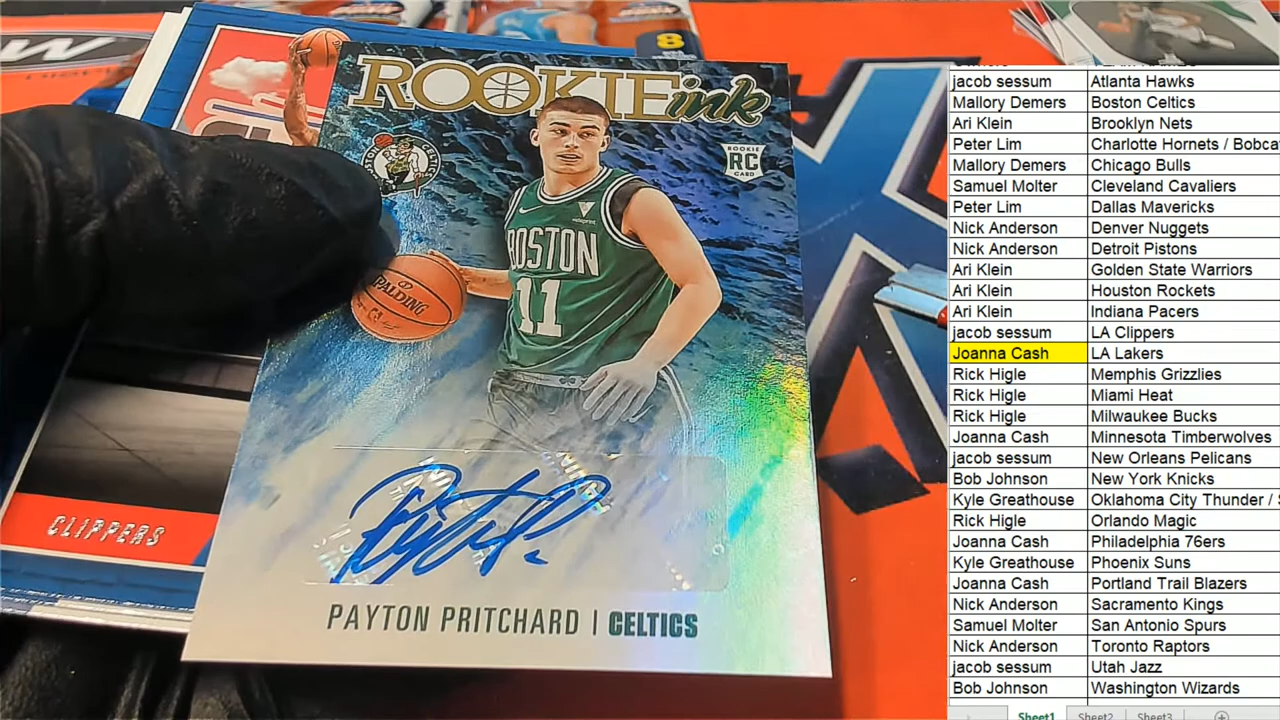 8
ROOKIE ink
ROOKIE
RC
CARD
SPALDING
BOSTON
11
CLIPPERS
PAYTON PRITCHARD | CELTICS
jacob sessum Atlanta Hawks
Mallory Demers Boston Celtics
Ari Klein Brooklyn Nets
Peter Lim Charlotte Hornets / Bobca
Mallory Demers Chicago Bulls
Samuel Molter Cleveland Cavaliers
Peter Lim Dallas Mavericks
Nick Anderson Denver Nuggets
Nick Anderson Detroit Pistons
Ari Klein Golden State Warriors
Ari Klein Houston Rockets
Ari Klein Indiana Pacers
jacob sessum LA Clippers
Joanna Cash LA Lakers
Rick Higle Memphis Grizzlies
Rick Higle Miami Heat
Rick Higle Milwaukee Bucks
Joanna Cash Minnesota Timberwolves
jacob sessum New Orleans Pelicans
Bob Johnson New York Knicks
Kyle Greathouse Oklahoma City Thunder /
Rick Higle Orlando Magic
Joanna Cash Philadelphia 76ers
Kyle Greathouse Phoenix Suns
Joanna Cash Portland Trail Blazers
Nick Anderson Sacramento Kings
Samuel Molter San Antonio Spurs
Nick Anderson Toronto Raptors
jacob sessum Utah Jazz
Bob Johnson Washington Wizards
Sheet1 Sheet2 Sheet3